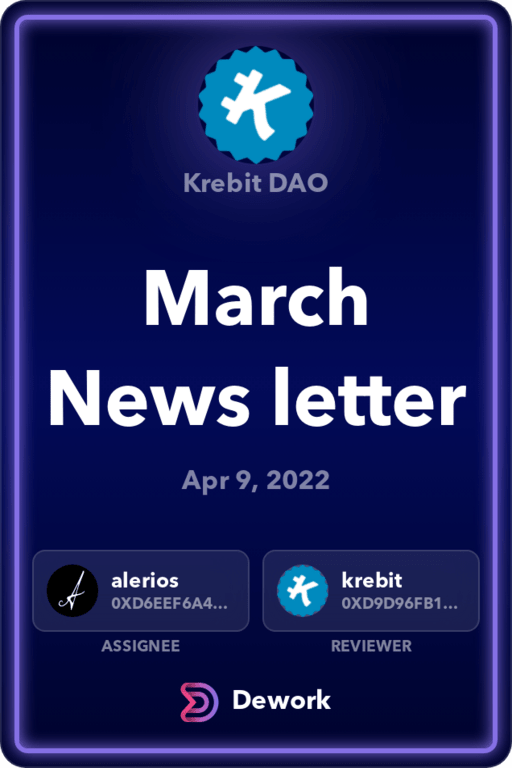 Krebit DAO
March
News letter
Apr 9, 2022
alerios
0XD6EEF6A4...
krebit
0XD9D96FB1...
ASSIGNEE
REVIEWER
Dework